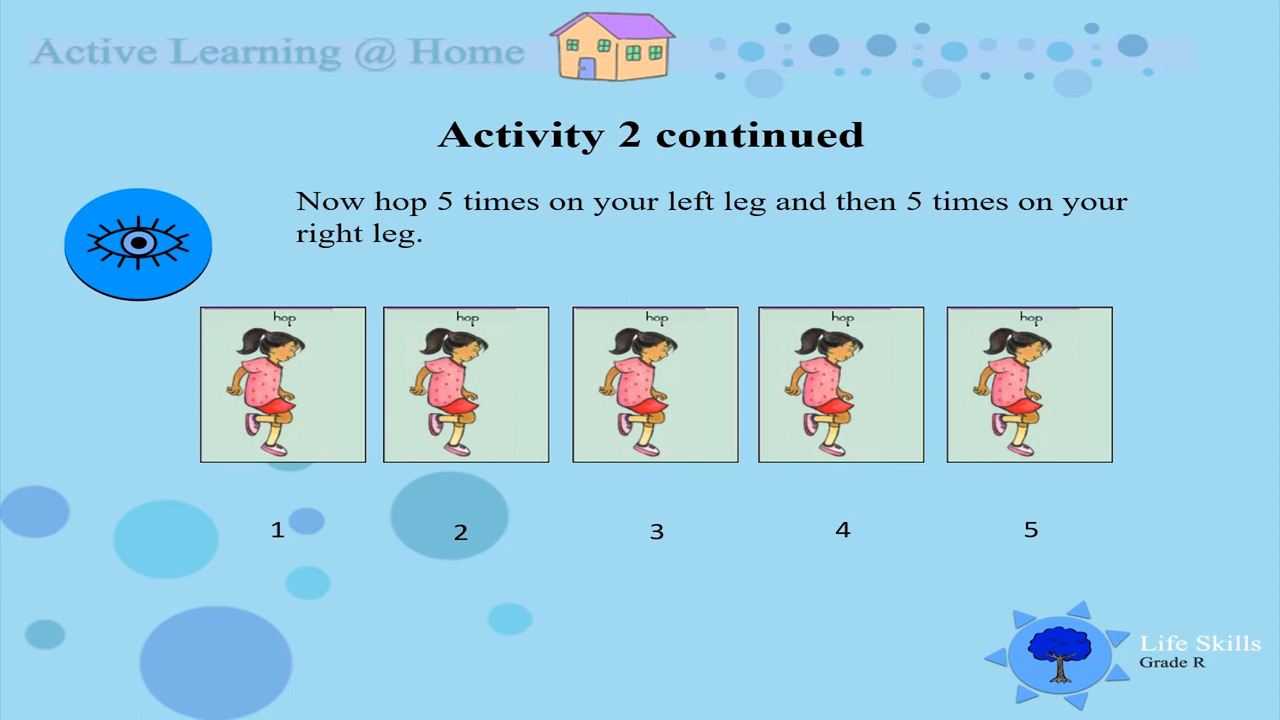 Active Learning @ Home
Activity 2 continued
Now hop 5 times on your left leg and then 5 times on your
right leg.
hop hop hop hop hop
1 2 3 4 5
Life Skills
Grade R